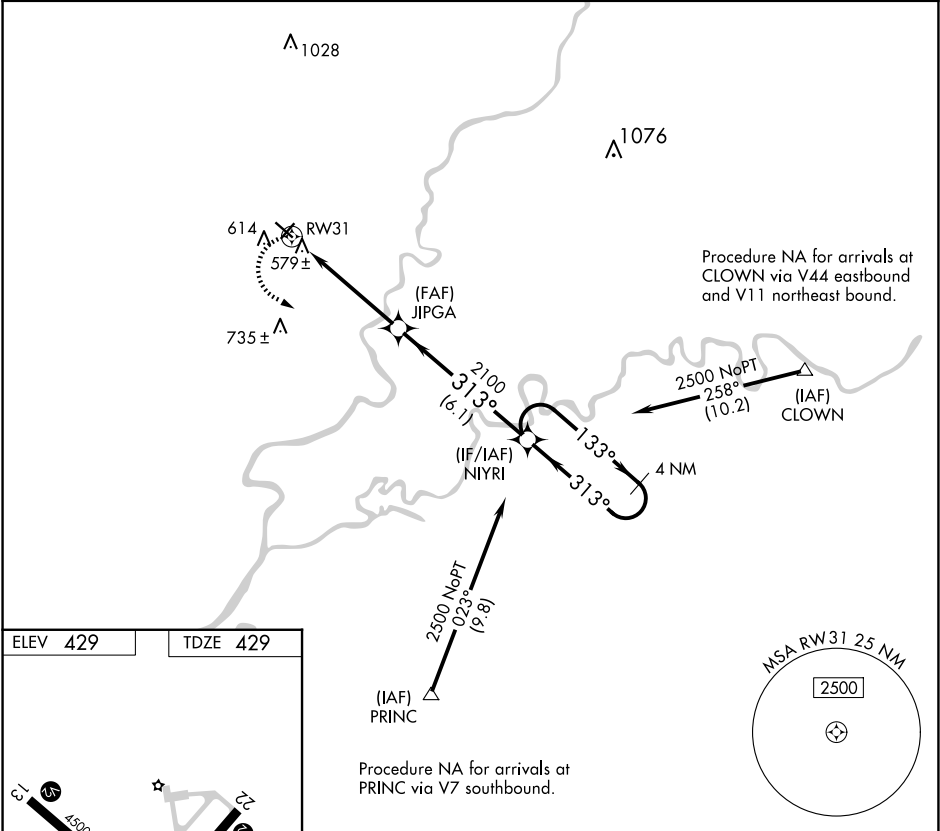 1028
1076
614
RW31
579 ±
735 ±
Procedure NA for arrivals at
CLOWN via V44 eastbound
and V11 northeast bound.
(FAF)
JIPGA
2100
313°
(6.1)
2500 NoPT
258°
(10.2)
(IAF)
CLOWN
(IF/IAF)
NIYRI
133°
313°
4 NM
2500 NoPT
023°
(9.8)
(IAF)
PRINC
Procedure NA for arrivals at
PRINC via V7 southbound.
MSA RW31 25 NM
2500
ELEV 429
TDZE 429
13
V5
4500
22